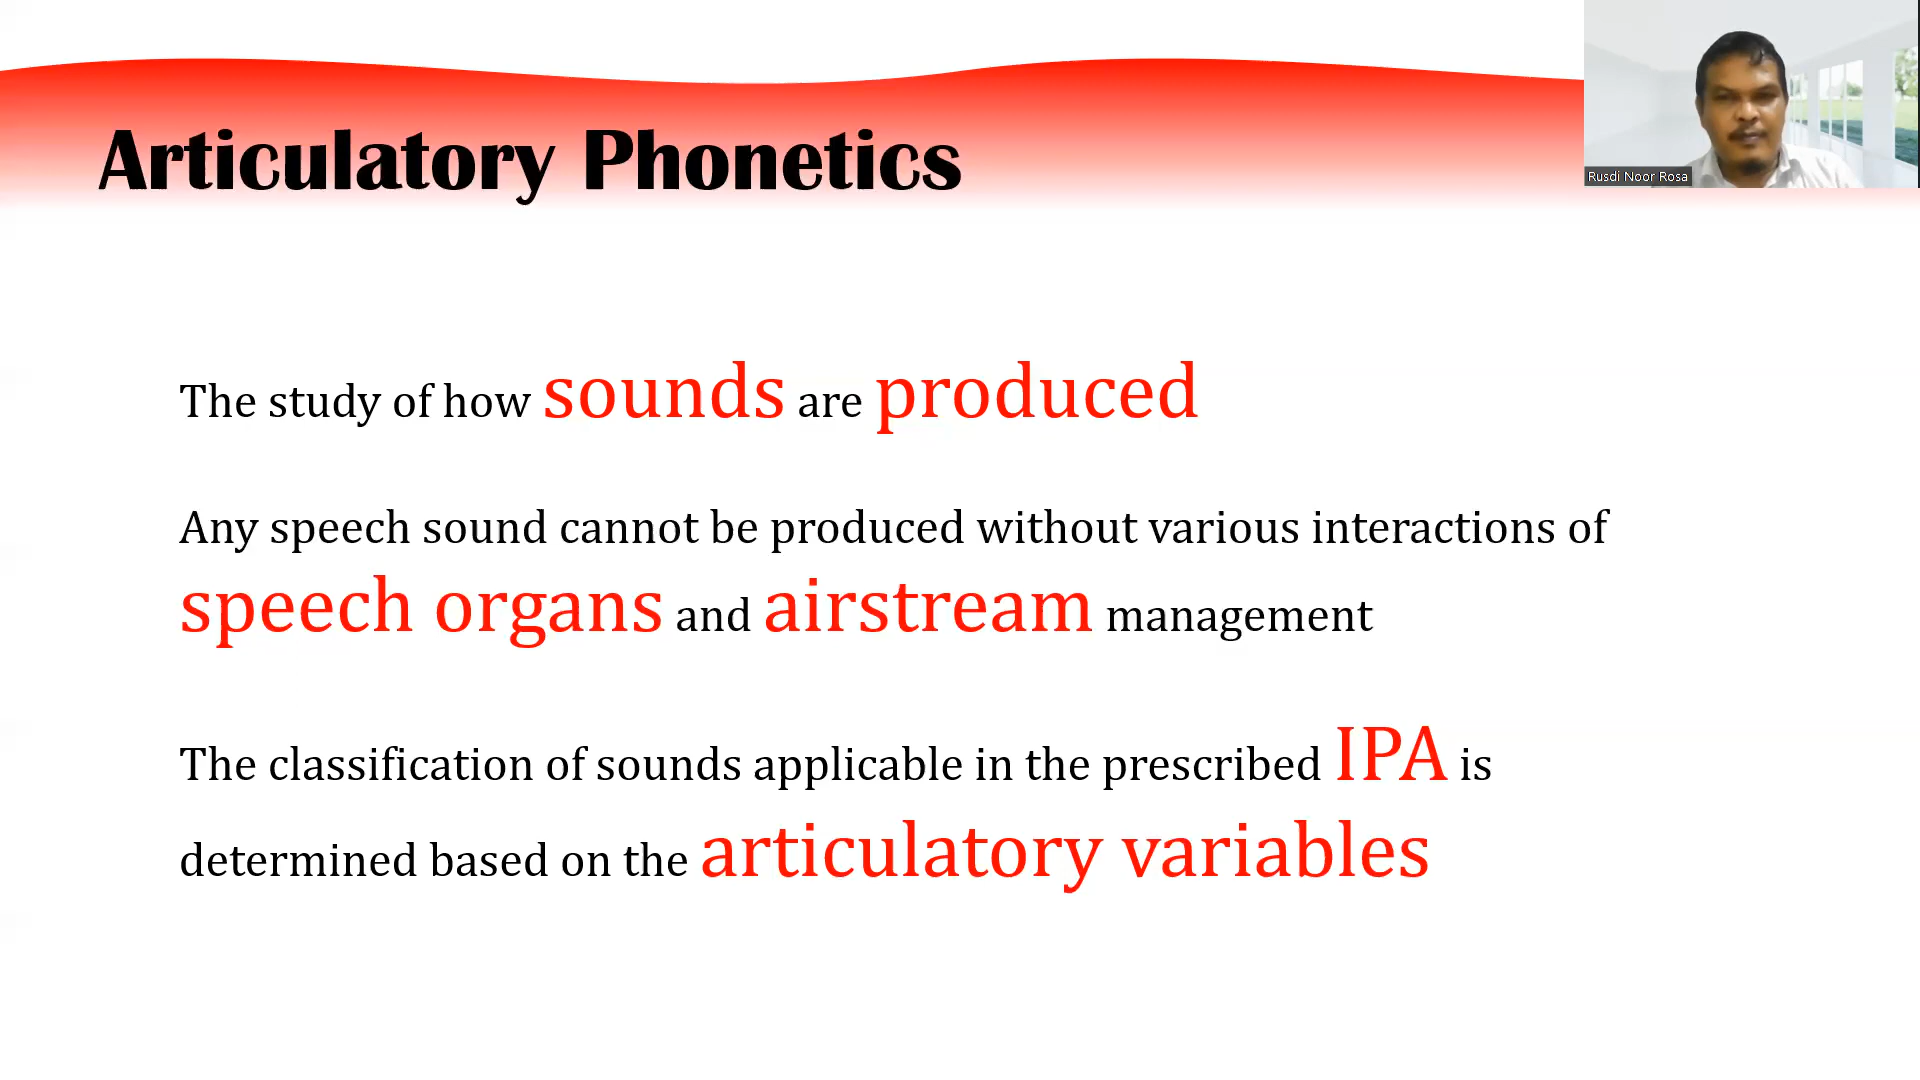 Articulatory Phonetics
Rusdi Noor Rosa
The study of how sounds are produced
Any speech sound cannot be produced without various interactions of
speech organs and airstream management
The classification of sounds applicable in the prescribed IPA is
determined based on the articulatory variables